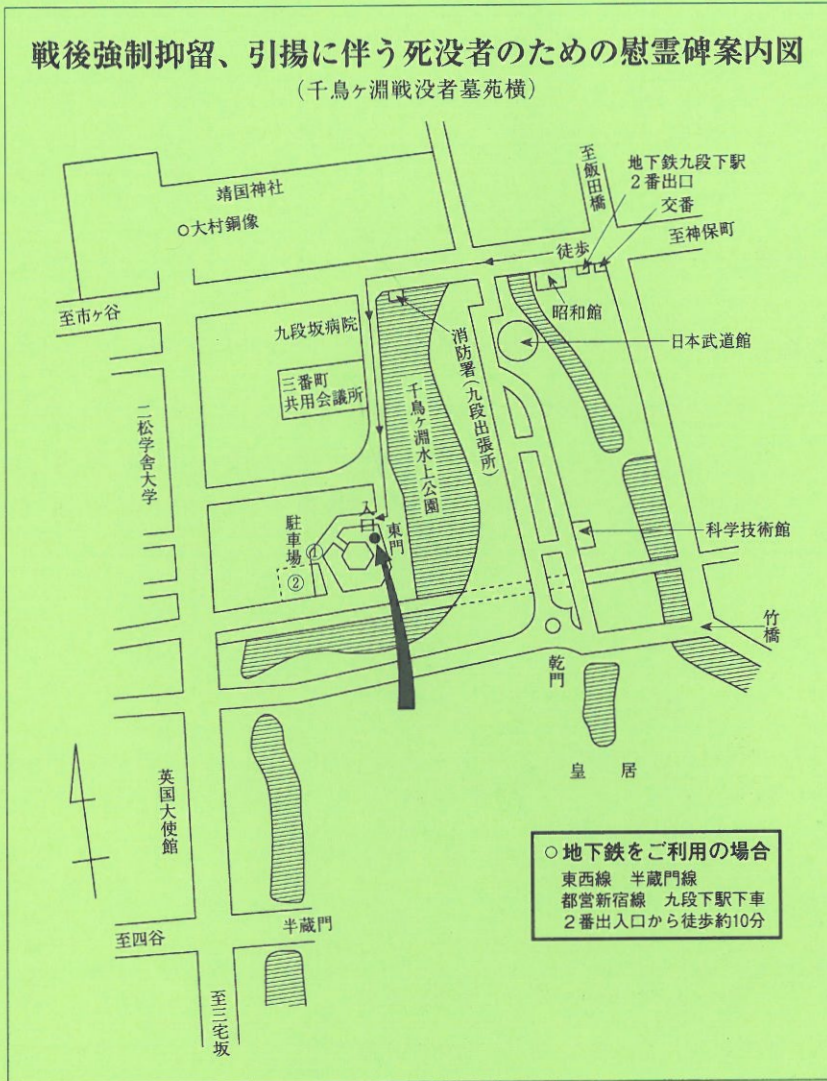 戦後強制抑留、引揚に伴う死没者のための慰霊碑案内図
(千鳥ヶ淵戦没者墓苑横)
至飯田橋
地下鉄九段下駅
2番出口
交番
至神保町
靖国神社
大村銅像
徒歩
至市ヶ谷
九段坂病院
昭和館
日本武道館
消防署(九段出張所)
三番町
共用会議所
千鳥ヶ淵水上公園
二松学舎大学
入口
東門
駐車場
①
②
科学技術館
竹橋
乾門
皇居
英国大使館
半蔵門
至四谷
至三宅坂
○地下鉄をご利用の場合
東西線 半蔵門線
都営新宿線 九段下駅下車
2番出入口から徒歩約10分